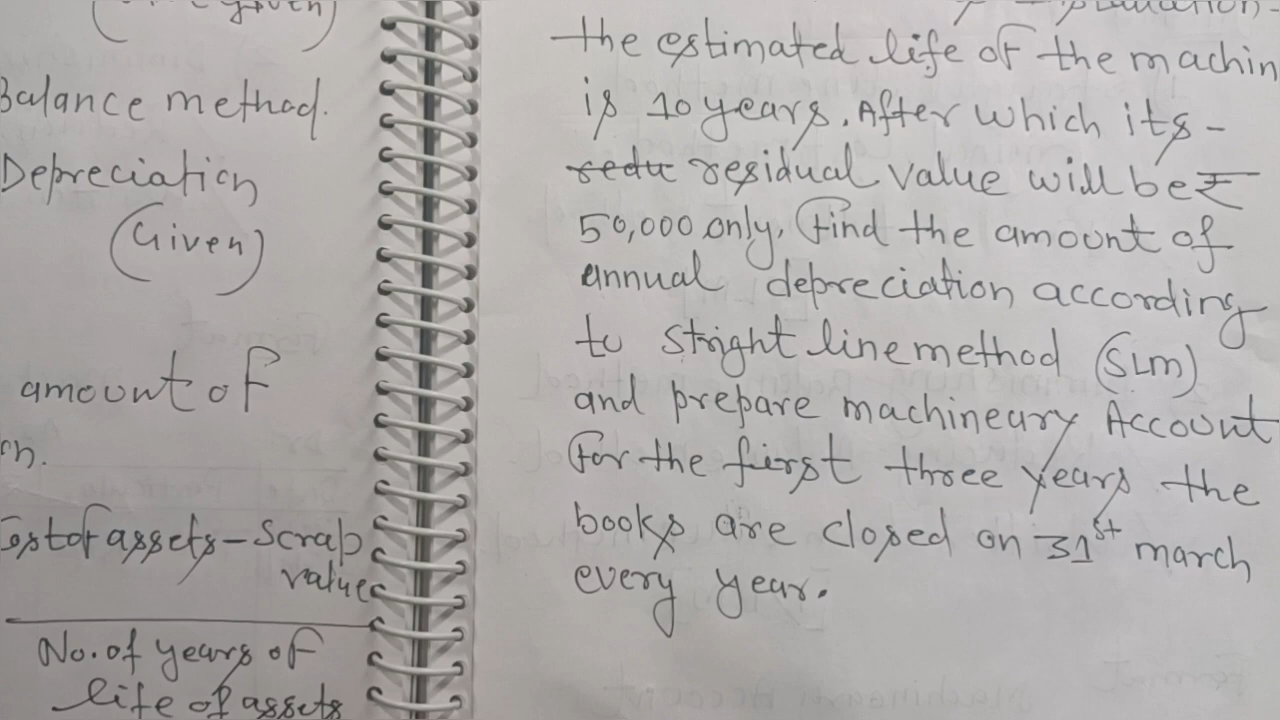 Balance method.
Depreciation
(Given)
amount of
Cost of assets - Scrap
value
No. of years of
life of assets
the estimated life of the machin
is 10 years. After which its -
redu residual value will be ₹
50,000 only. Find the amount of
annual depreciation according
to stright line method (SLM)
and prepare machineary Account
For the first three years the
books are closed on 31st march
every year.